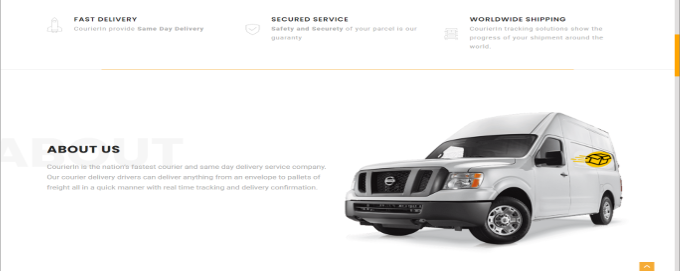 FAST DELIVERY
Courierin provide Same Day Delivery
SECURED SERVICE
Safety and Securety of your parcel is our
guaranty
WORLDWIDE SHIPPING
Courierin tracking solutions show the
progress of your shipment around the
world.
ABOUT
ABOUT US
Courierin is the nation's fastest courier and same day delivery service company.
Our courier delivery drivers can deliver anything from an envelope to pallets of
freight all in a quick manner with real time tracking and delivery confirmation.